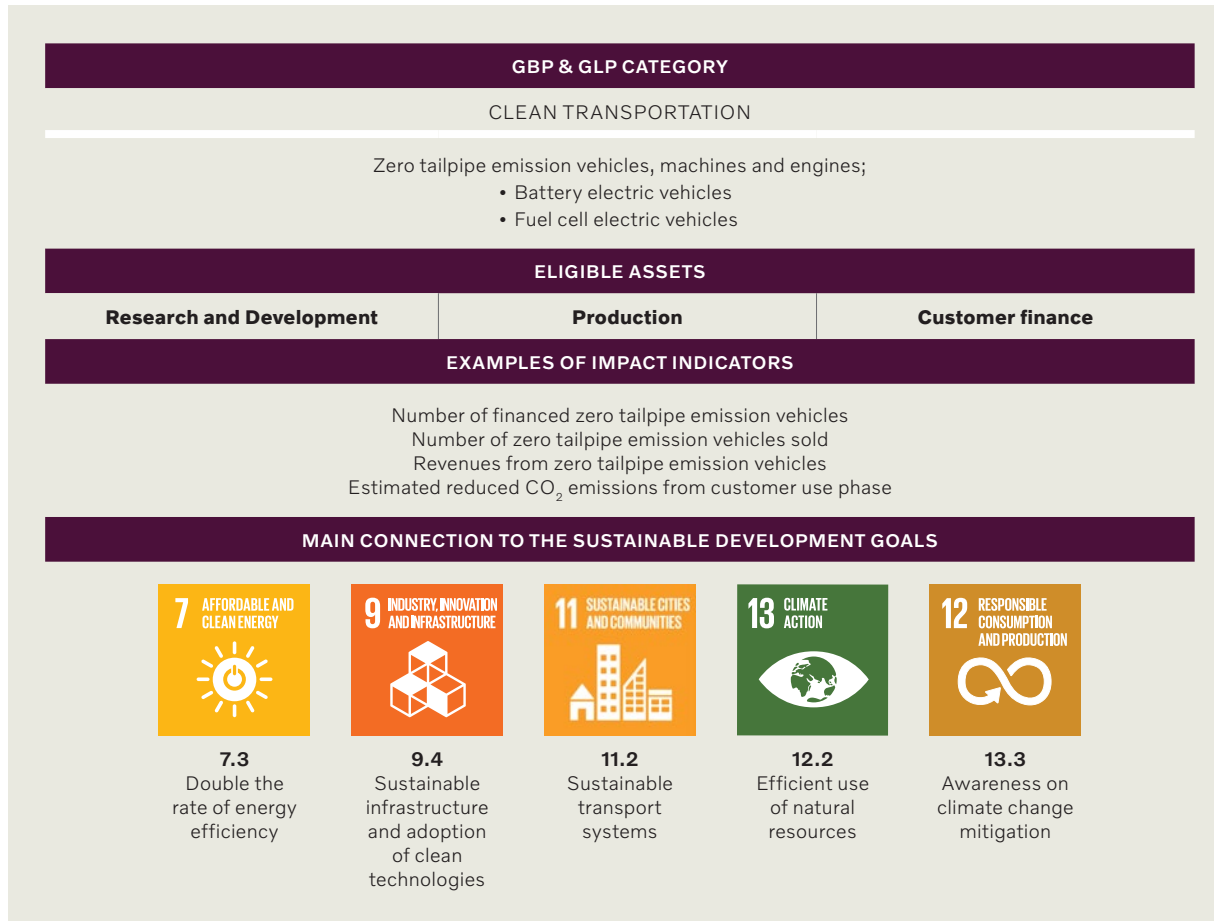 GBP & GLP CATEGORY
CLEAN TRANSPORTATION
Zero tailpipe emission vehicles, machines and engines;
• Battery electric vehicles
• Fuel cell electric vehicles
ELIGIBLE ASSETS
Research and Development
Production
Customer finance
EXAMPLES OF IMPACT INDICATORS
Number of financed zero tailpipe emission vehicles
Number of zero tailpipe emission vehicles sold
Revenues from zero tailpipe emission vehicles
Estimated reduced CO₂ emissions from customer use phase
MAIN CONNECTION TO THE SUSTAINABLE DEVELOPMENT GOALS
7 AFFORDABLE AND
CLEAN ENERGY
9 INDUSTRY, INNOVATION
AND INFRASTRUCTURE
11 SUSTAINABLE CITIES
AND COMMUNITIES
13 CLIMATE
ACTION
12 RESPONSIBLE
CONSUMPTION
AND PRODUCTION
7.3
Double the
rate of energy
efficiency
9.4
Sustainable
infrastructure
and adoption
of clean
technologies
11.2
Sustainable
transport
systems
12.2
Efficient use
of natural
resources
13.3
Awareness on
climate change
mitigation